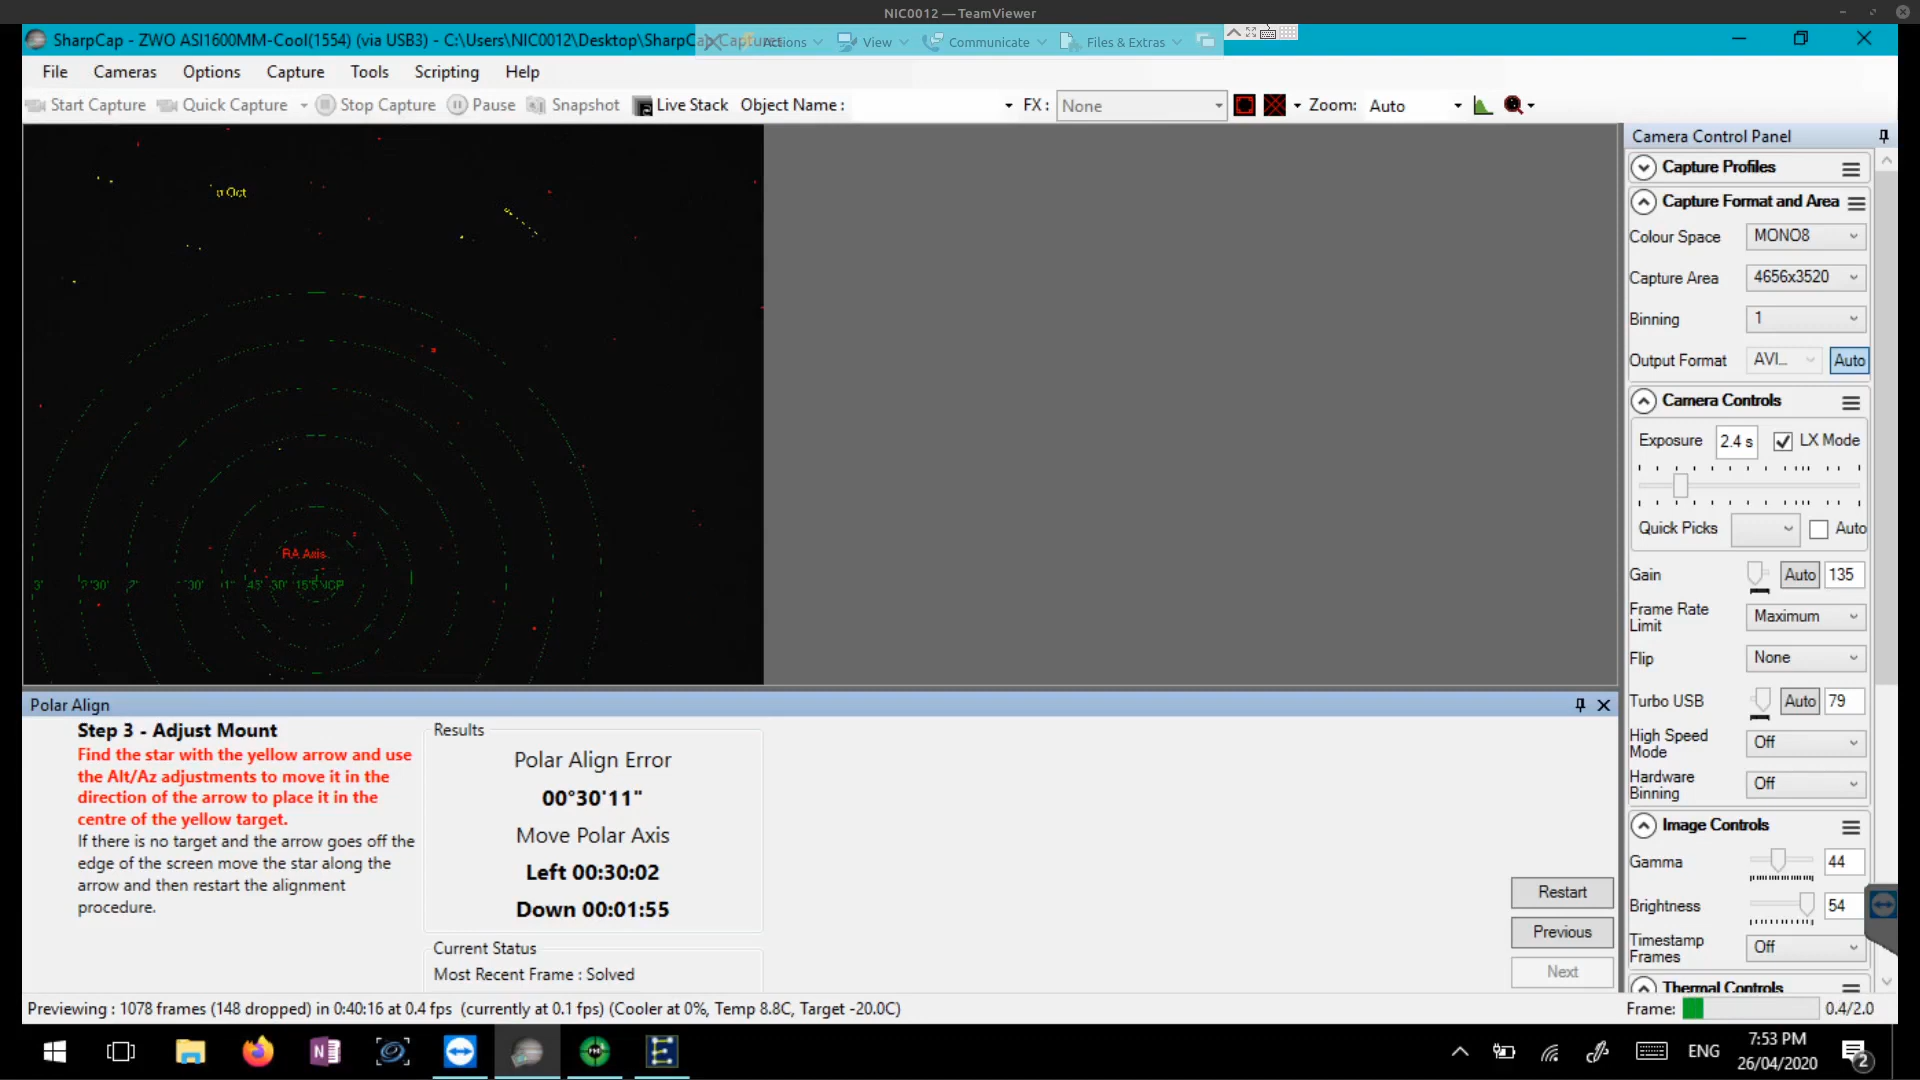 NIC0012 — TeamViewer
SharpCap - ZWO ASI1600MM-Cool(1554) (via USB3) - C:\Users\NIC0012\Desktop\SharpCap
Actions View Communicate Files & Extras
File Cameras Options Capture Tools Scripting Help
Start Capture Quick Capture Stop Capture Pause Snapshot Live Stack Object Name : FX : None Zoom: Auto
Camera Control Panel
Capture Profiles
Capture Format and Area
Colour Space MONO8
Capture Area 4656x3520
Binning 1
Output Format AVI... Auto
Camera Controls
Exposure 2.4 s LX Mode
Quick Picks Auto
Gain Auto 135
Frame Rate Limit Maximum
Flip None
Turbo USB Auto 79
High Speed Mode Off
Hardware Binning Off
Image Controls
Gamma 44
Brightness 54
Timestamp Frames Off
Thermal Controls
Oct
RA Axis
Polar Align
Step 3 - Adjust Mount
Find the star with the yellow arrow and use
the Alt/Az adjustments to move it in the
direction of the arrow to place it in the
centre of the yellow target.
If there is no target and the arrow goes off the
edge of the screen move the star along the
arrow and then restart the alignment
procedure.
Results
Polar Align Error
00°30'11"
Move Polar Axis
Left 00:30:02
Down 00:01:55
Current Status
Most Recent Frame : Solved
Restart
Previous
Next
Previewing : 1078 frames (148 dropped) in 0:40:16 at 0.4 fps (currently at 0.1 fps) (Cooler at 0%, Temp 8.8C, Target -20.0C)
Frame: 0.4/2.0
ENG
7:53 PM
26/04/2020
2